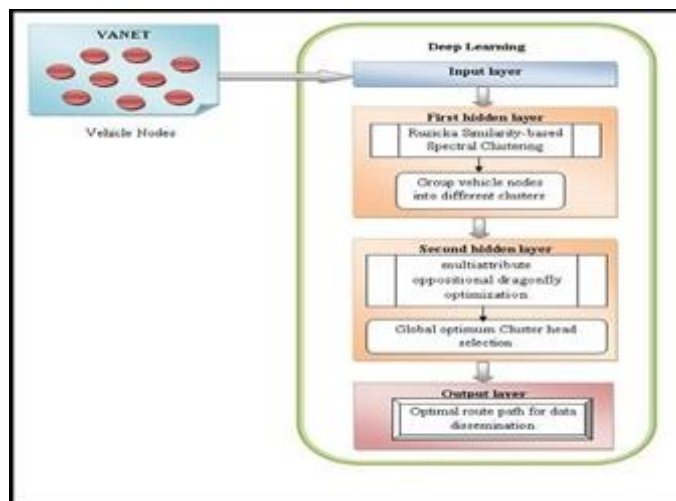 VANET
Vehicle Nodes
Deep Learning
Input layer
First hidden layer
Ruzicka Similarity-based
Spectral Clustering
Group vehicle nodes
into different clusters
Second hidden layer
multiattribute
oppositional dragonfly
optimization
Global optimum Cluster head
selection
Output layer
Optimal route path for data
dissemination